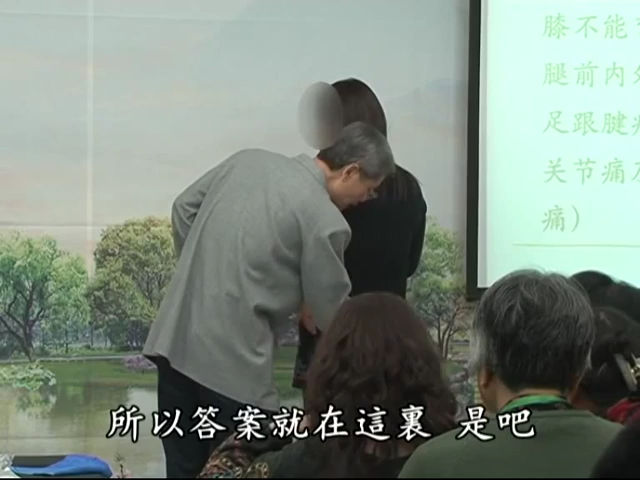 膝不能
腿前内
足跟腱
关节痛
痛）
所以答案就在這裏 是吧